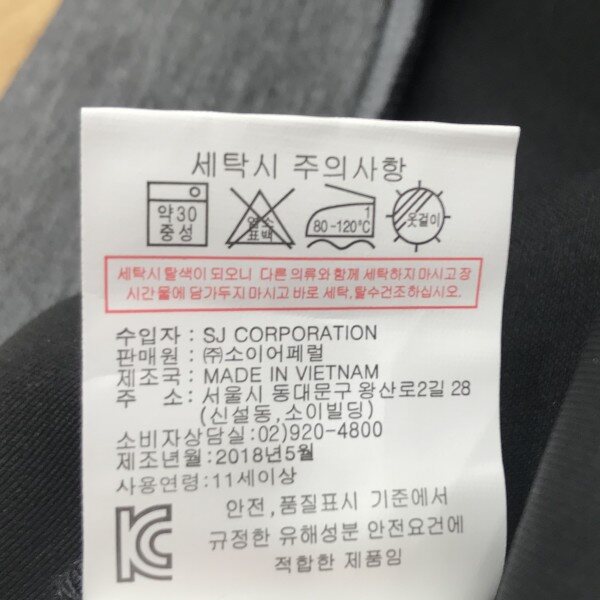 세탁시 주의사항
약30
중성
염소
표백
1
80~120℃
옷걸이
세탁시 탈색이 되오니 다른 의류와 함께 세탁하지 마시고 장
시간 물에 담가두지 마시고 바로 세탁, 탈수건조하십시오.
수입자 : SJ CORPORATION
판매원 : ㈜소이어페럴
제조국 : MADE IN VIETNAM
주 소 : 서울시 동대문구 왕산로2길 28
(신설동,소이빌딩)
소비자상담실:02)920-4800
제조년월:2018년5월
사용연령:11세이상
안전,품질표시 기준에서
규정한 유해성분 안전요건에
적합한 제품임